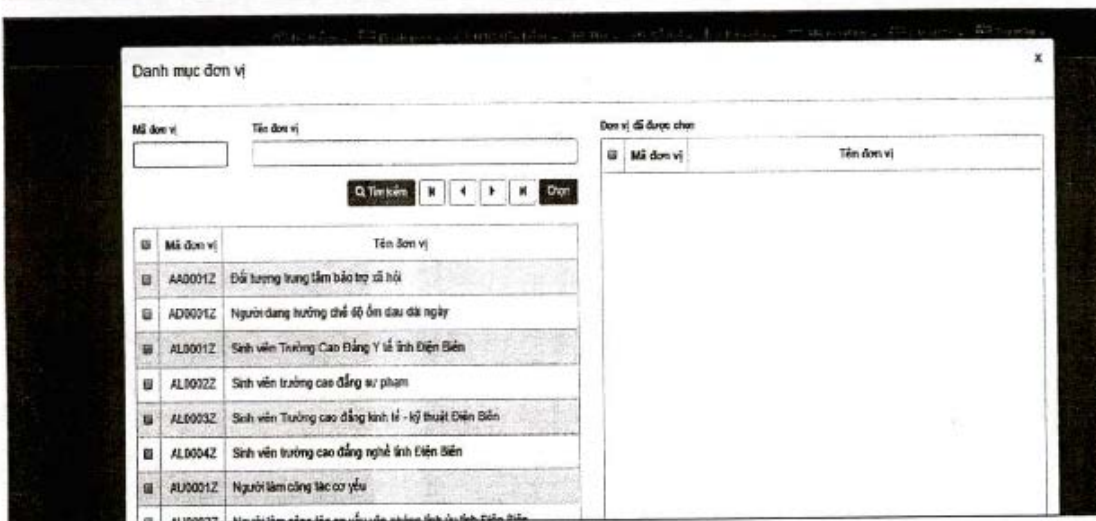 Danh mục đơn vị
x
Mã đơn vị
Tên đơn vị
Tìm kiếm
Chọn
Mã đơn vị Tên đơn vị
AA0001Z Đối tượng trung tâm bảo trợ xã hội
AD0001Z Người đang hưởng chế độ ốm đau dài ngày
AL0001Z Sinh viên Trường Cao Đẳng Y tế tỉnh Điện Biên
AL0002Z Sinh viên trường cao đẳng sư phạm
AL0003Z Sinh viên Trường cao đẳng kinh tế - kỹ thuật Điện Biên
AL0004Z Sinh viên trường cao đẳng nghề tỉnh Điện Biên
AU0001Z Người làm công tác cơ yếu
Đơn vị đã được chọn
Mã đơn vị Tên đơn vị